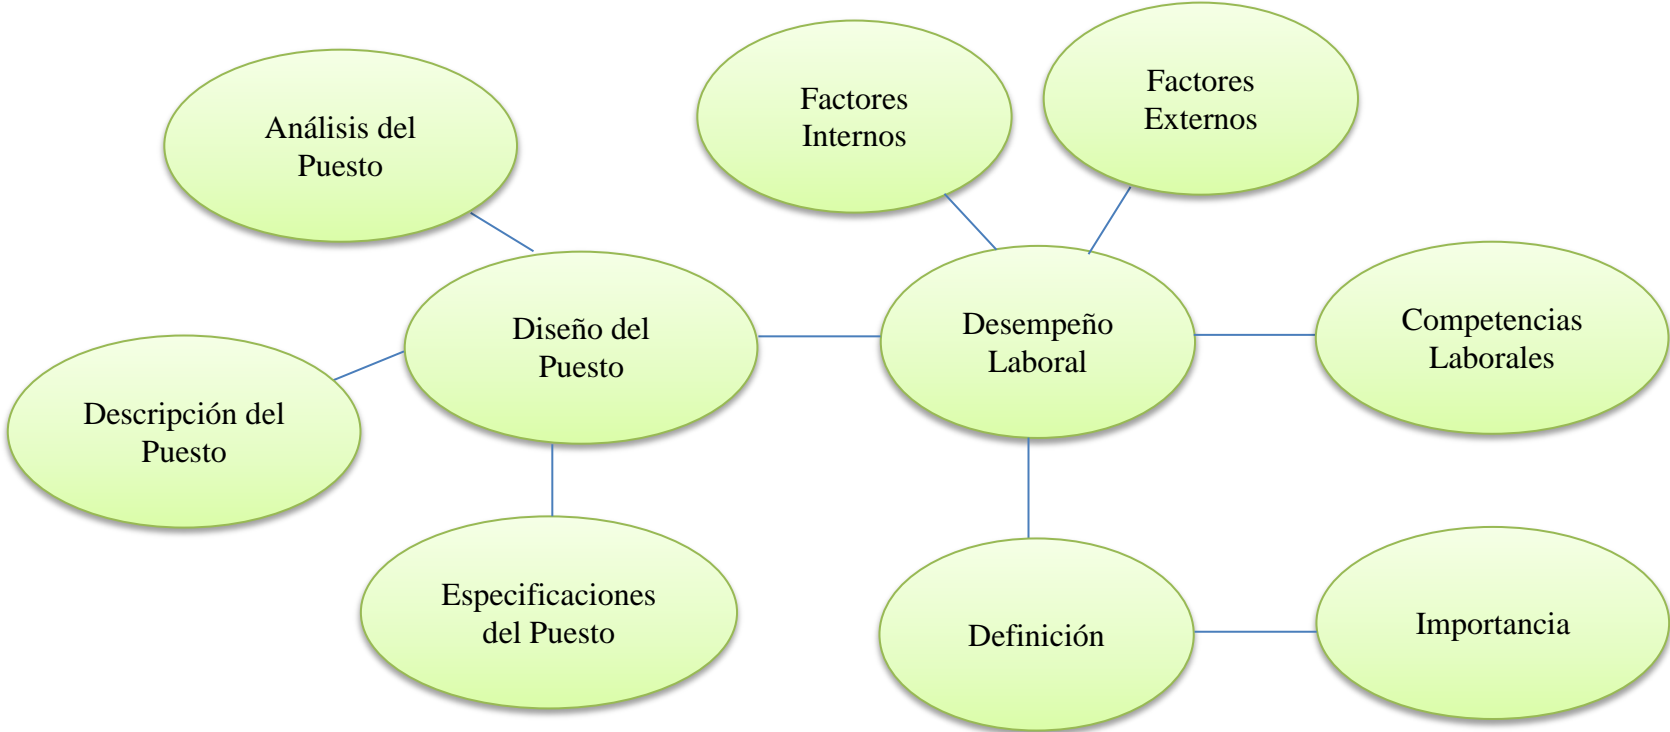 Factores
Internos
Factores
Externos
Análisis del
Puesto
Diseño del
Puesto
Desempeño
Laboral
Competencias
Laborales
Descripción del
Puesto
Especificaciones
del Puesto
Definición
Importancia